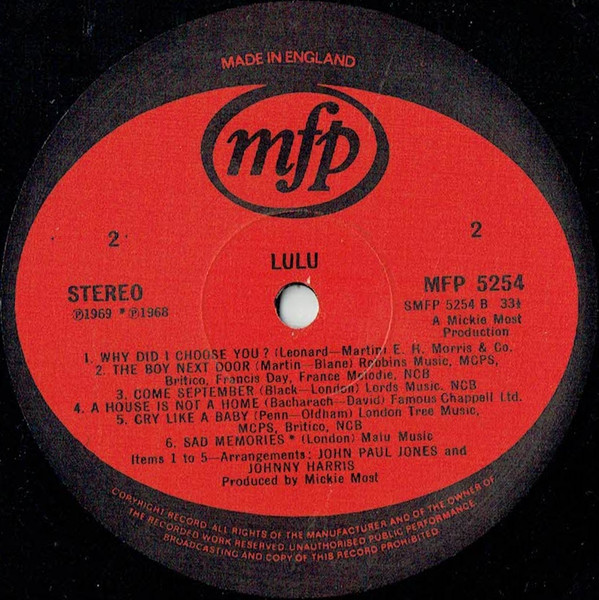 MADE IN ENGLAND
mfp
2 2
LULU
STEREO MFP 5254
℗1969 *℗1968 SMFP 5254 B 33⅓
A Mickie Most
Production
1. WHY DID I CHOOSE YOU? (Leonard—Martin) E. H. Morris & Co.
2. THE BOY NEXT DOOR (Martin—Blane) Robbins Music, MCPS,
Britico, Francis Day, France Melodie, NCB
3. COME SEPTEMBER (Black—London) Lords Music, NCB
4. A HOUSE IS NOT A HOME (Bacharach—David) Famous Chappell Ltd.
5. CRY LIKE A BABY (Penn—Oldham) London Tree Music,
MCPS, Britico, NCB
6. SAD MEMORIES* (London) Malu Music
Items 1 to 5—Arrangements: JOHN PAUL JONES and
JOHNNY HARRIS
Produced by Mickie Most
COPYRIGHT RECORD. ALL RIGHTS OF THE MANUFACTURER AND OF THE OWNER OF
THE RECORDED WORK RESERVED. UNAUTHORISED PUBLIC PERFORMANCE
BROADCASTING AND COPY OF THIS RECORD PROHIBITED.